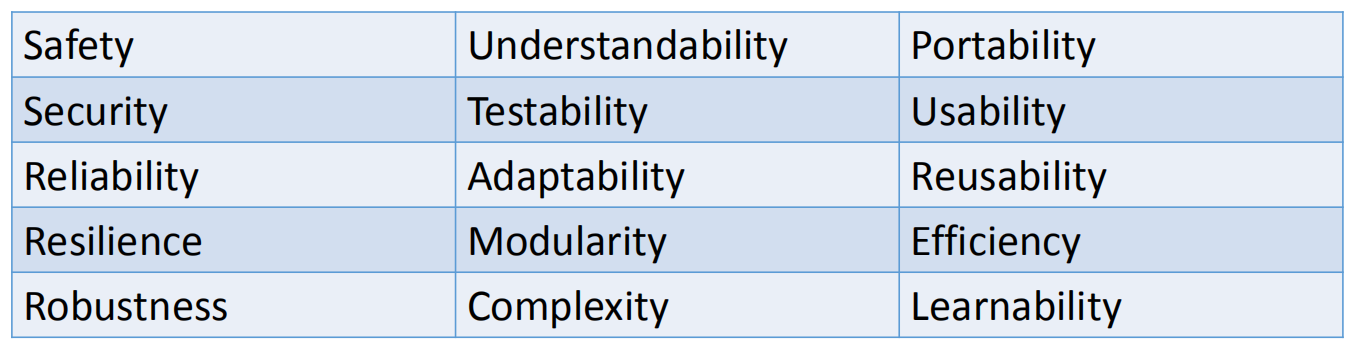 Safety Understandability Portability
Security Testability Usability
Reliability Adaptability Reusability
Resilience Modularity Efficiency
Robustness Complexity Learnability